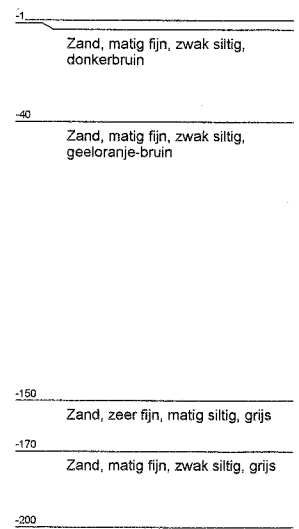 -1
Zand, matig fijn, zwak siltig,
donkerbruin
-40
Zand, matig fijn, zwak siltig,
geeloranje-bruin
-150
Zand, zeer fijn, matig siltig, grijs
-170
Zand, matig fijn, zwak siltig, grijs
-200